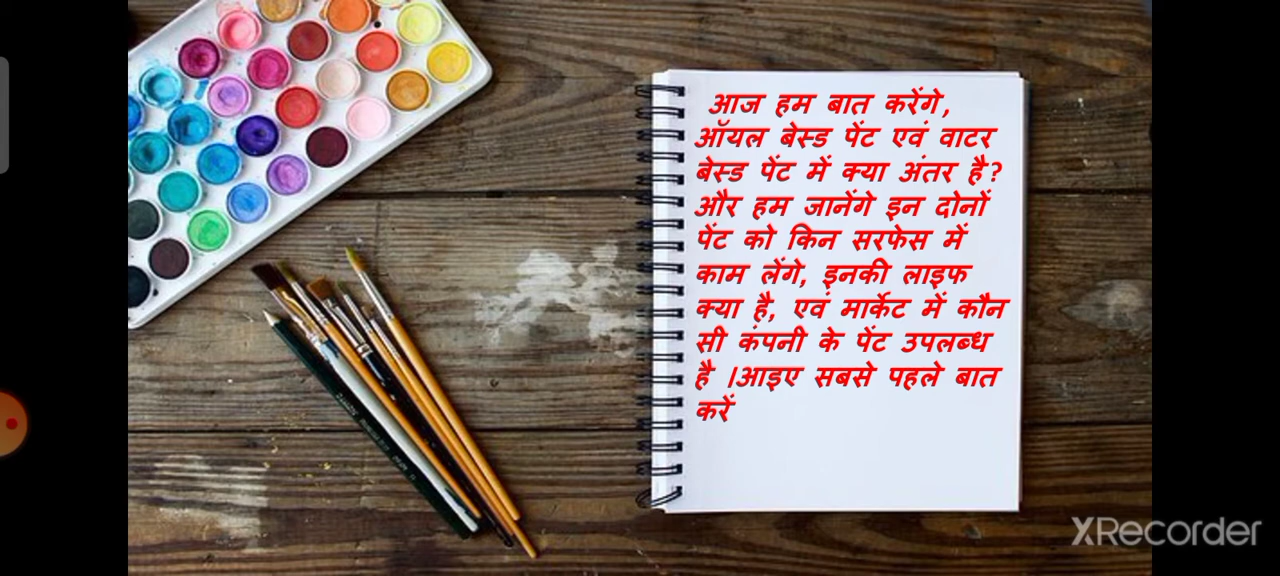 आज हम बात करेंगे,
ऑयल बेस्ड पेंट एवं वाटर
बेस्ड पेंट में क्या अंतर है?
और हम जानेंगे इन दोनों
पेंट को किन सरफेस में
काम लेंगे, इनकी लाइफ
क्या है, एवं मार्केट में कौन
सी कंपनी के पेंट उपलब्ध
है ।आइए सबसे पहले बात
करें
XRecorder